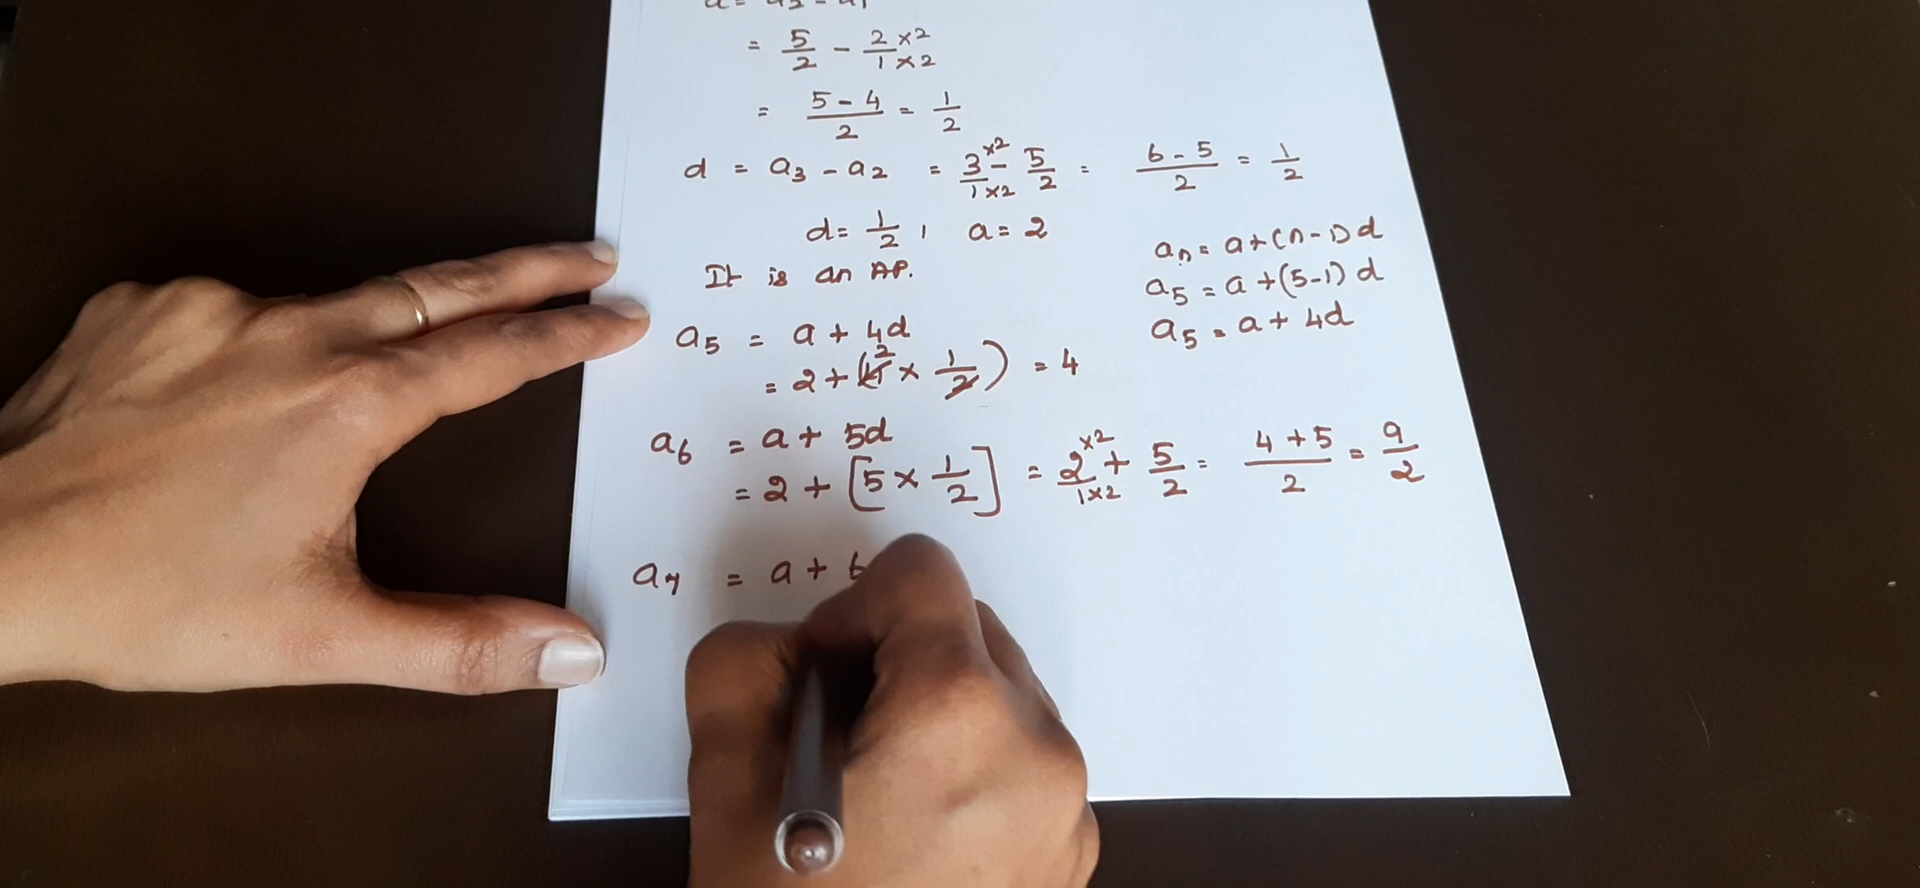 = 5/2 - 2×2/1×2
= 5-4/2 = 1/2
d = a₃ - a₂ = 3×2/1×2 - 5/2 = 6-5/2 = 1/2
d = 1/2, a = 2
It is an AP.
aₙ = a+(n-1)d
a₅ = a+(5-1)d
a₅ = a+4d
a₅ = a + 4d
= 2 + (4 2 × 1/2) = 4
a₆ = a + 5d
= 2 + [5 × 1/2] = 2×2/1×2 + 5/2 = 4+5/2 = 9/2
a₇ = a + 6